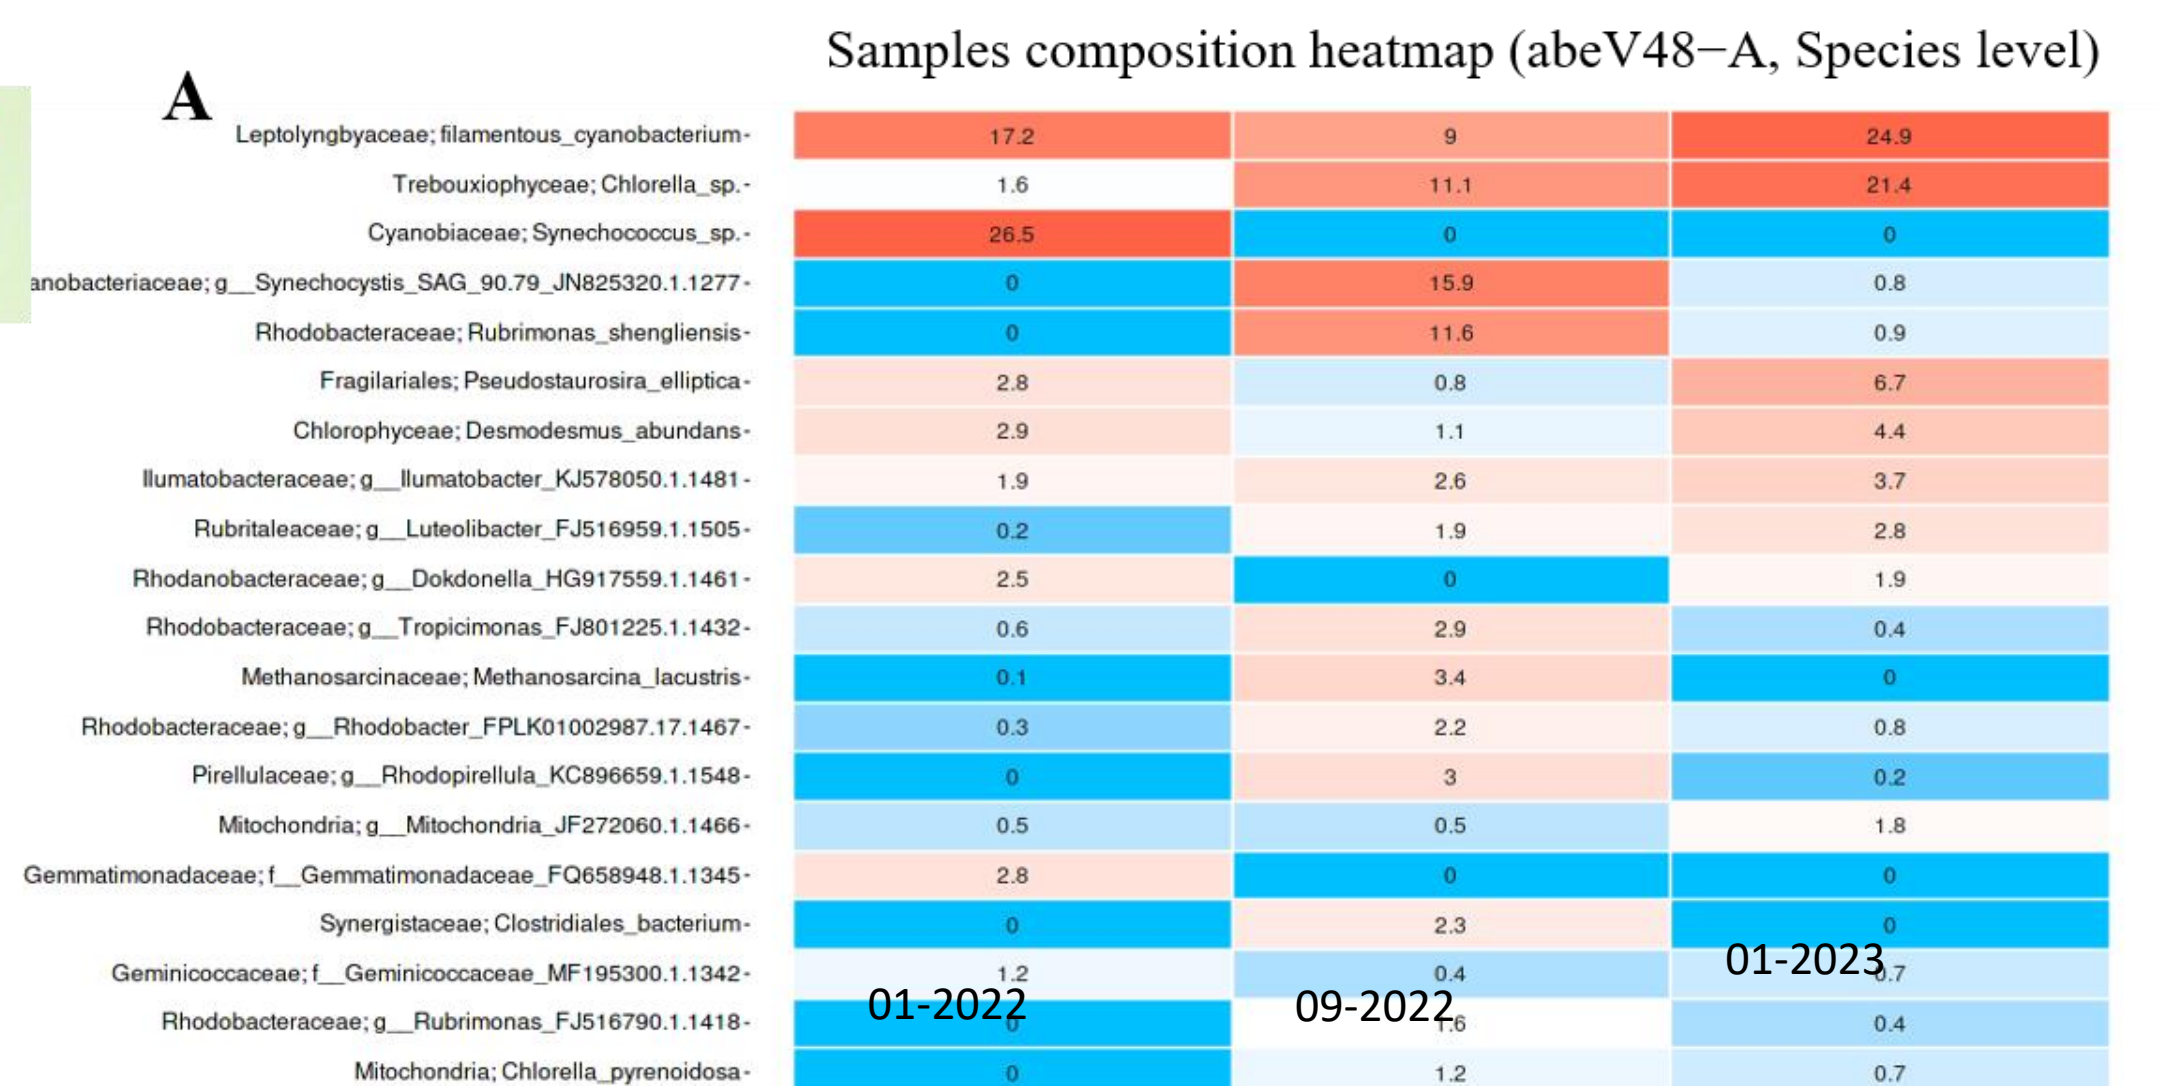 Samples composition heatmap (abeV48−A, Species level)
A
Leptolyngbyaceae; filamentous_cyanobacterium- 17.2 9 24.9
Trebouxiophyceae; Chlorella_sp.- 1.6 11.1 21.4
Cyanobiaceae; Synechococcus_sp.- 26.5 0 0
anobacteriaceae; g__Synechocystis_SAG_90.79_JN825320.1.1277- 0 15.9 0.8
Rhodobacteraceae; Rubrimonas_shengliensis- 0 11.6 0.9
Fragilariales; Pseudostaurosira_elliptica- 2.8 0.8 6.7
Chlorophyceae; Desmodesmus_abundans- 2.9 1.1 4.4
Ilumatobacteraceae; g__Ilumatobacter_KJ578050.1.1481- 1.9 2.6 3.7
Rubritaleaceae; g__Luteolibacter_FJ516959.1.1505- 0.2 1.9 2.8
Rhodanobacteraceae; g__Dokdonella_HG917559.1.1461- 2.5 0 1.9
Rhodobacteraceae; g__Tropicimonas_FJ801225.1.1432- 0.6 2.9 0.4
Methanosarcinaceae; Methanosarcina_lacustris- 0.1 3.4 0
Rhodobacteraceae; g__Rhodobacter_FPLK01002987.17.1467- 0.3 2.2 0.8
Pirellulaceae; g__Rhodopirellula_KC896659.1.1548- 0 3 0.2
Mitochondria; g__Mitochondria_JF272060.1.1466- 0.5 0.5 1.8
Gemmatimonadaceae; f__Gemmatimonadaceae_FQ658948.1.1345- 2.8 0 0
Synergistaceae; Clostridiales_bacterium- 0 2.3 0
Geminicoccaceae; f__Geminicoccaceae_MF195300.1.1342- 1.2 0.4 0.7
01-2022 09-2022 01-2023
Rhodobacteraceae; g__Rubrimonas_FJ516790.1.1418- 0 1.6 0.4
Mitochondria; Chlorella_pyrenoidosa- 0 1.2 0.7